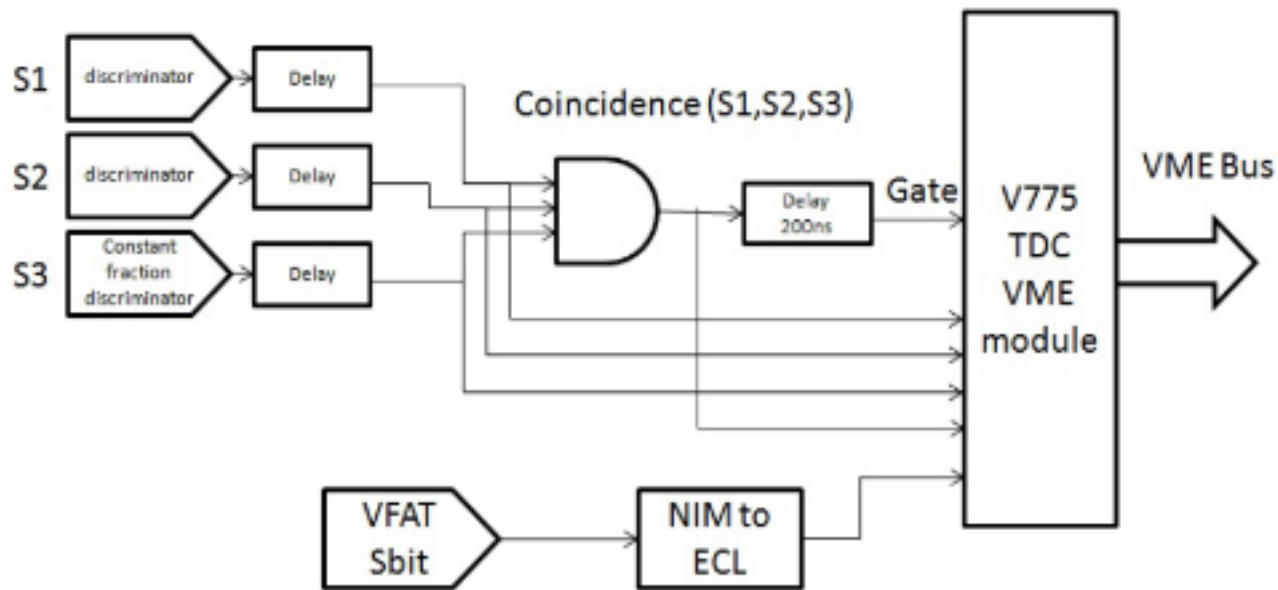 S1
discriminator
Delay
Coincidence (S1,S2,S3)
S2
discriminator
Delay
S3
Constant
fraction
discriminator
Delay
Delay
200ns
Gate
V775
TDC
VME
module
VME Bus
VFAT
Sbit
NIM to
ECL